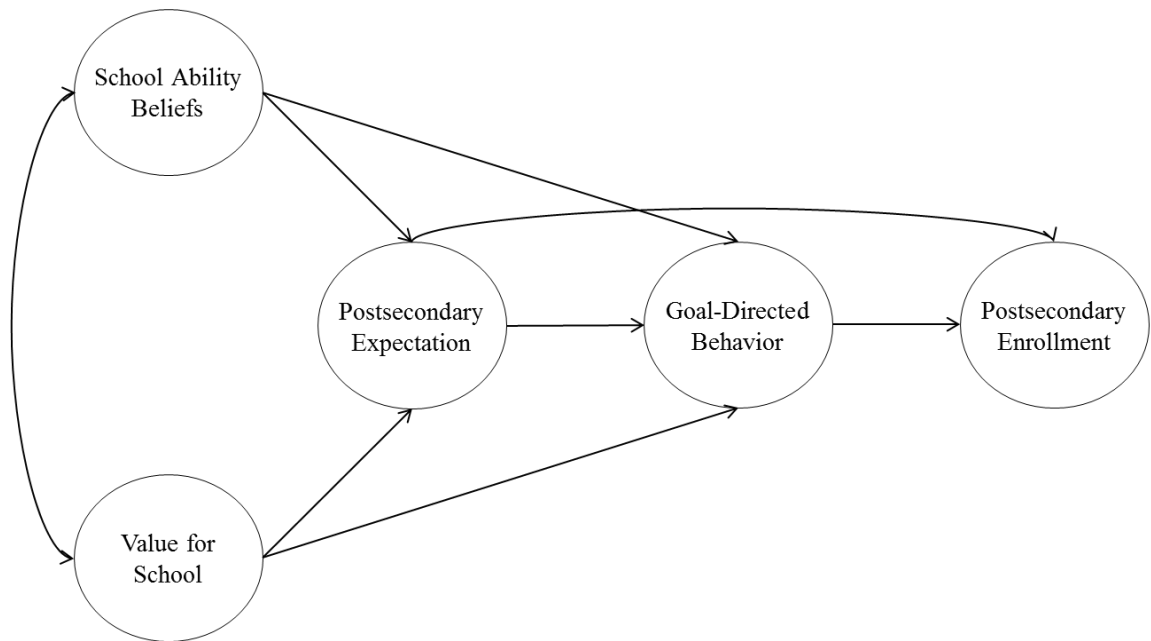 School Ability
Beliefs
Postsecondary
Expectation
Goal-Directed
Behavior
Postsecondary
Enrollment
Value for
School